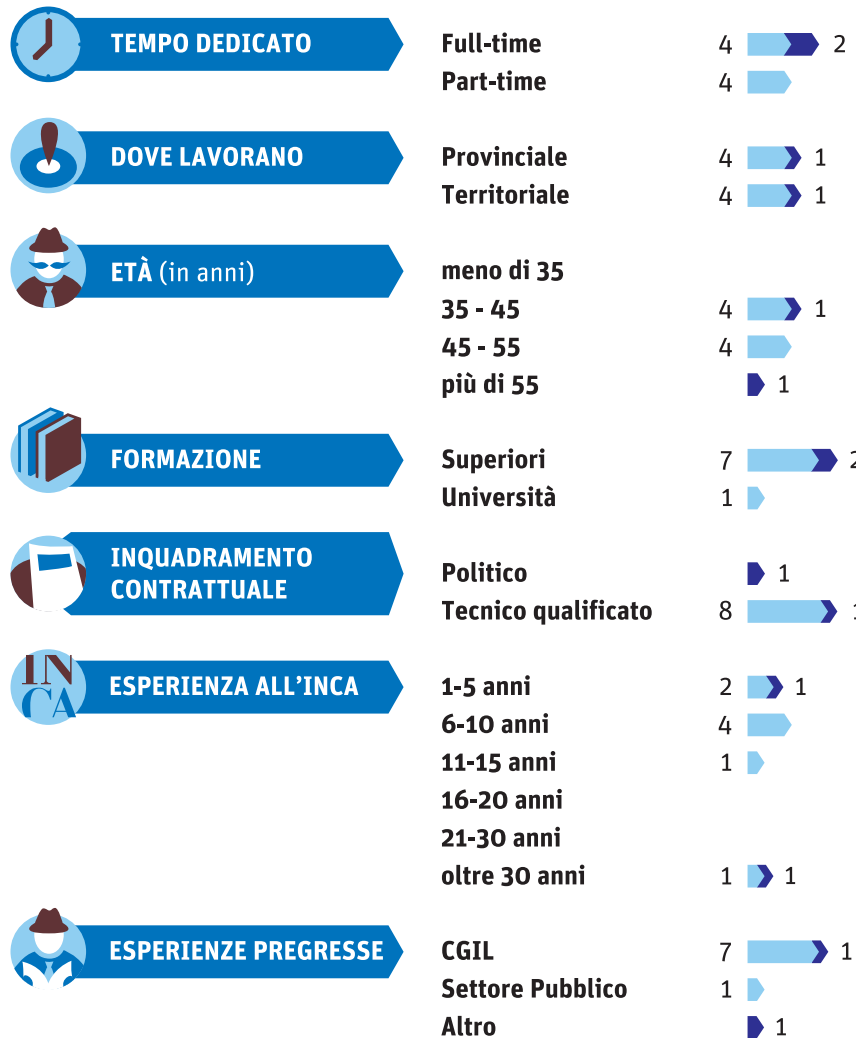 TEMPO DEDICATO
Full-time 4 2
Part-time 4
DOVE LAVORANO
Provinciale 4 1
Territoriale 4 1
ETÀ (in anni)
meno di 35
35 - 45 4 1
45 - 55 4
più di 55 1
FORMAZIONE
Superiori 7 2
Università 1
INQUADRAMENTO
CONTRATTUALE
Politico 1
Tecnico qualificato 8 1
INCA
ESPERIENZA ALL'INCA
1-5 anni 2 1
6-10 anni 4
11-15 anni 1
16-20 anni
21-30 anni
oltre 30 anni 1 1
ESPERIENZE PREGRESSE
CGIL 7 1
Settore Pubblico 1
Altro 1